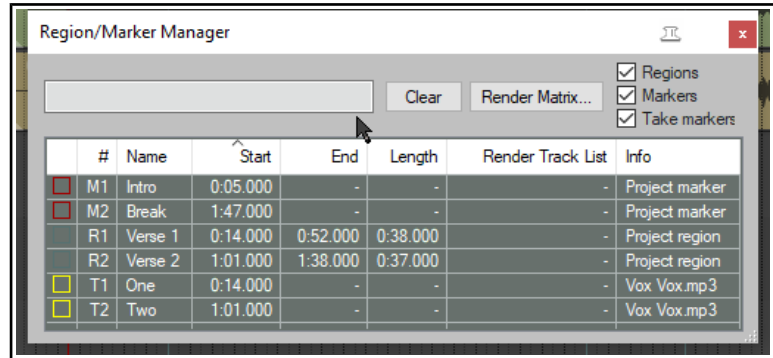 Region/Marker Manager
x
Clear
Render Matrix...
Regions
Markers
Take markers
# Name Start End Length Render Track List Info
M1 Intro 0:05.000 - - - Project marker
M2 Break 1:47.000 - - - Project marker
R1 Verse 1 0:14.000 0:52.000 0:38.000 - Project region
R2 Verse 2 1:01.000 1:38.000 0:37.000 - Project region
T1 One 0:14.000 - - - Vox Vox.mp3
T2 Two 1:01.000 - - - Vox Vox.mp3